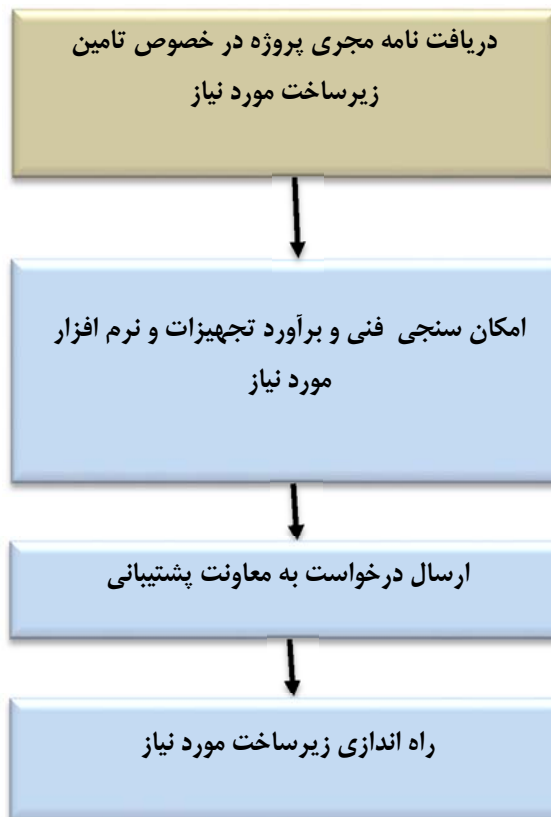 دریافت نامه مجری پروژه در خصوص تامین
زیرساخت مورد نیاز
امکان سنجی فنی و برآورد تجهیزات و نرم افزار
مورد نیاز
ارسال درخواست به معاونت پشتیبانی
راه اندازی زیرساخت مورد نیاز